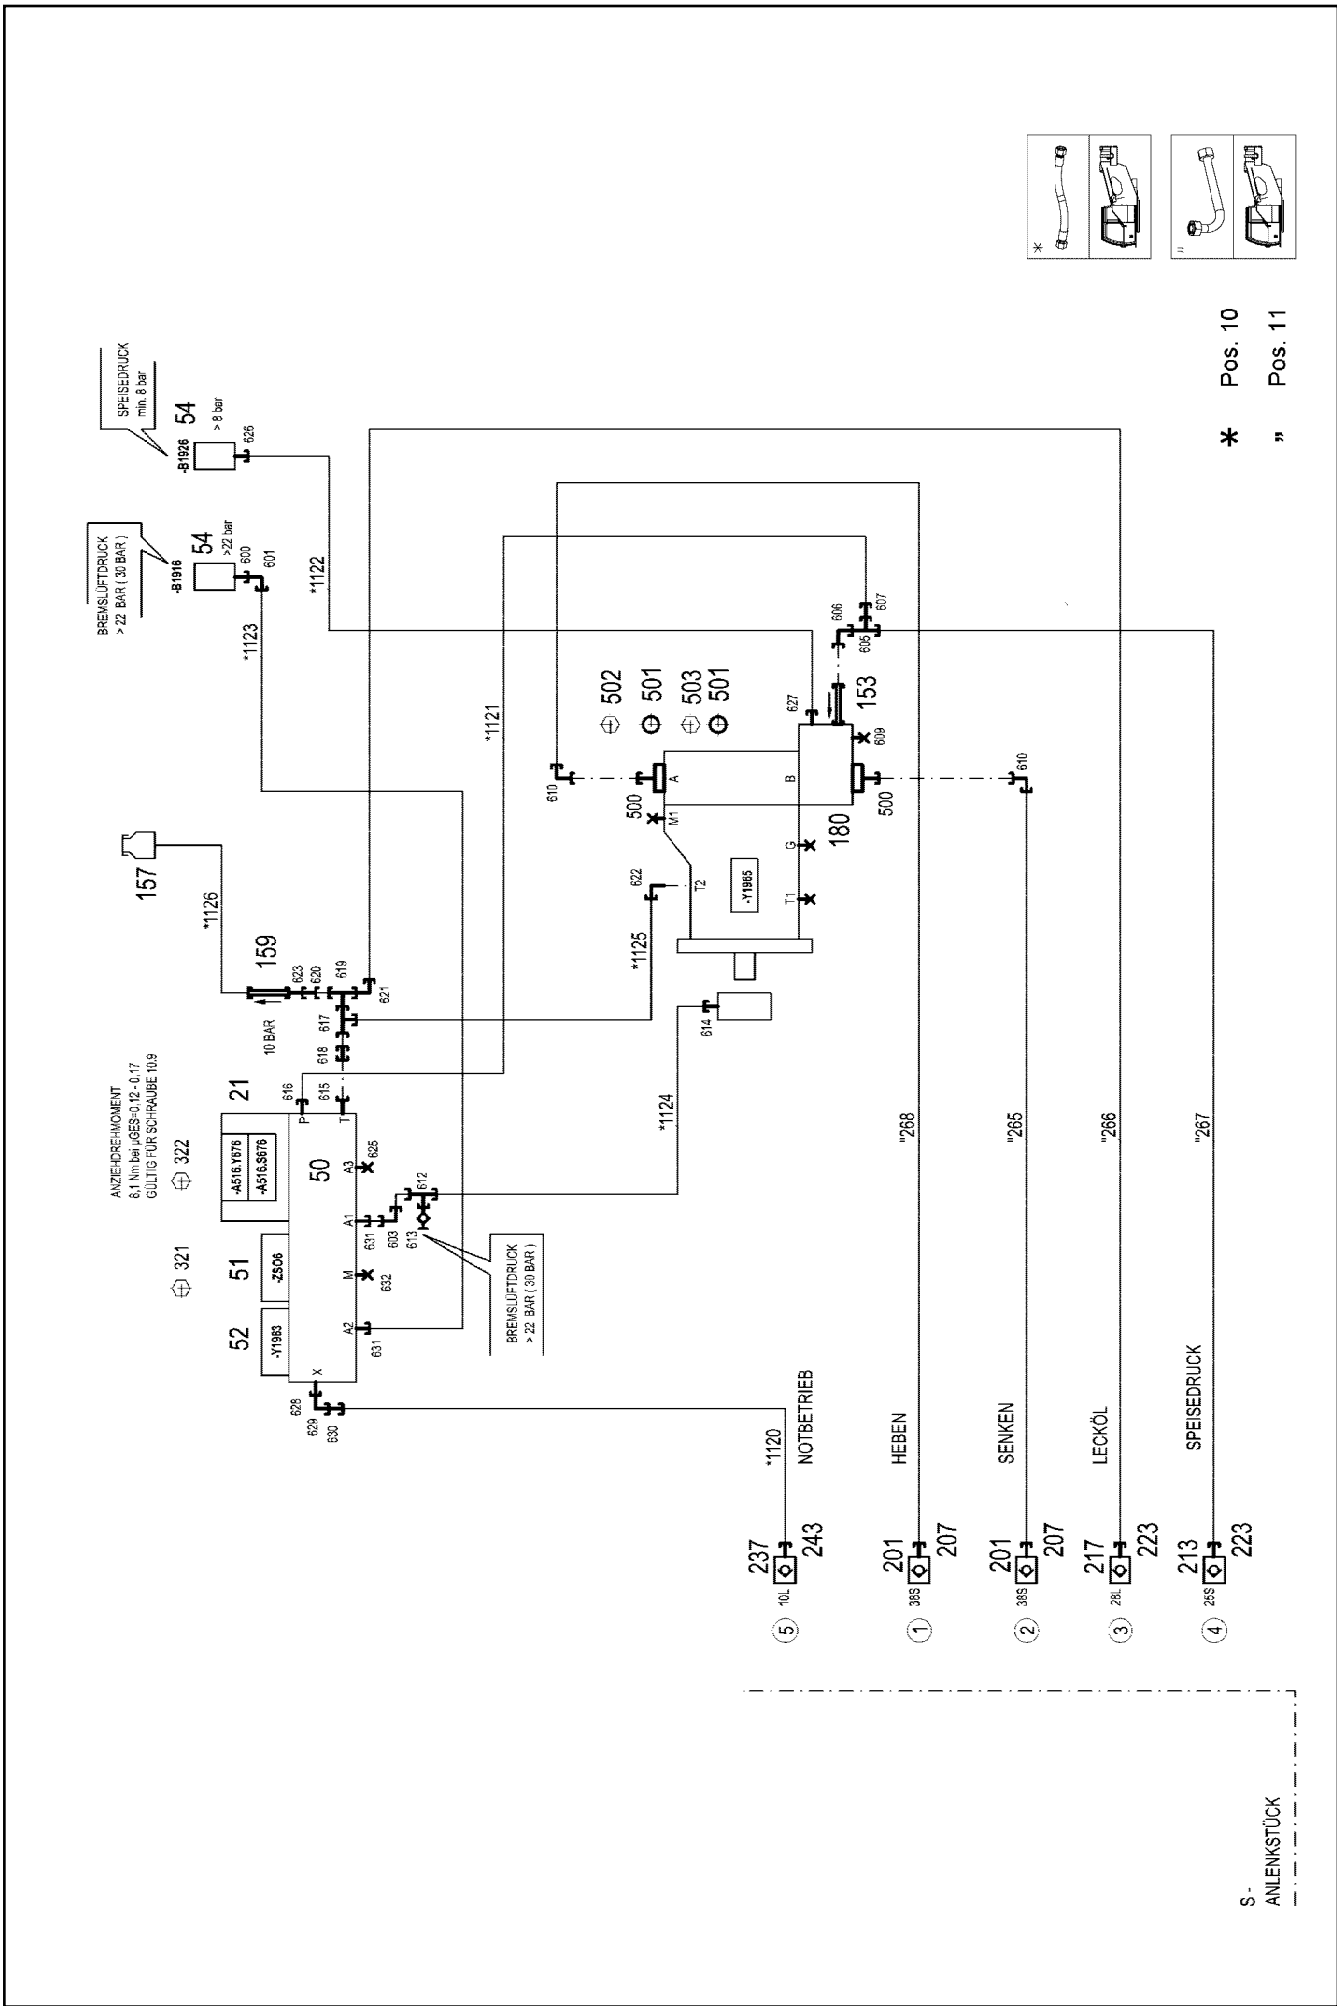 SPEISEDRUCK
min. 8 bar
-B1926
54
> 8 bar
626
BREMSLÜFTDRUCK
> 22 BAR ( 30 BAR )
-B1916
54
>22 bar
600
601
*1122
*1123
*1121
157
*1126
159
10 BAR
623
620
619
621
617
618
ANZIEHDREHMOMENT
8,1 Nm bei µGES=0,12 - 0,17
GÜLTIG FÜR SCHRAUBE 10.9
321
322
52
51
21
-Y1983
-ZSO6
-A516.Y676
-A516.S676
50
X
A2
M
A1
A3
P
T
616
615
625
631
632
631
603
613
612
628
629
630
BREMSLÜFTDRUCK
> 22 BAR ( 30 BAR )
*1124
*1125
614
622
T2
M1
500
A
610
502
501
503
501
-Y1965
T1
G
180
B
500
609
627
153
605
606
607
610
*1120
NOTBETRIEB
"268
HEBEN
"265
SENKEN
"266
LECKÖL
"267
SPEISEDRUCK
5
10L
237
243
1
38S
201
207
2
38S
201
207
3
28L
217
223
4
25S
213
223
S -
ANLENKSTÜCK
*
"
* Pos. 10
" Pos. 11